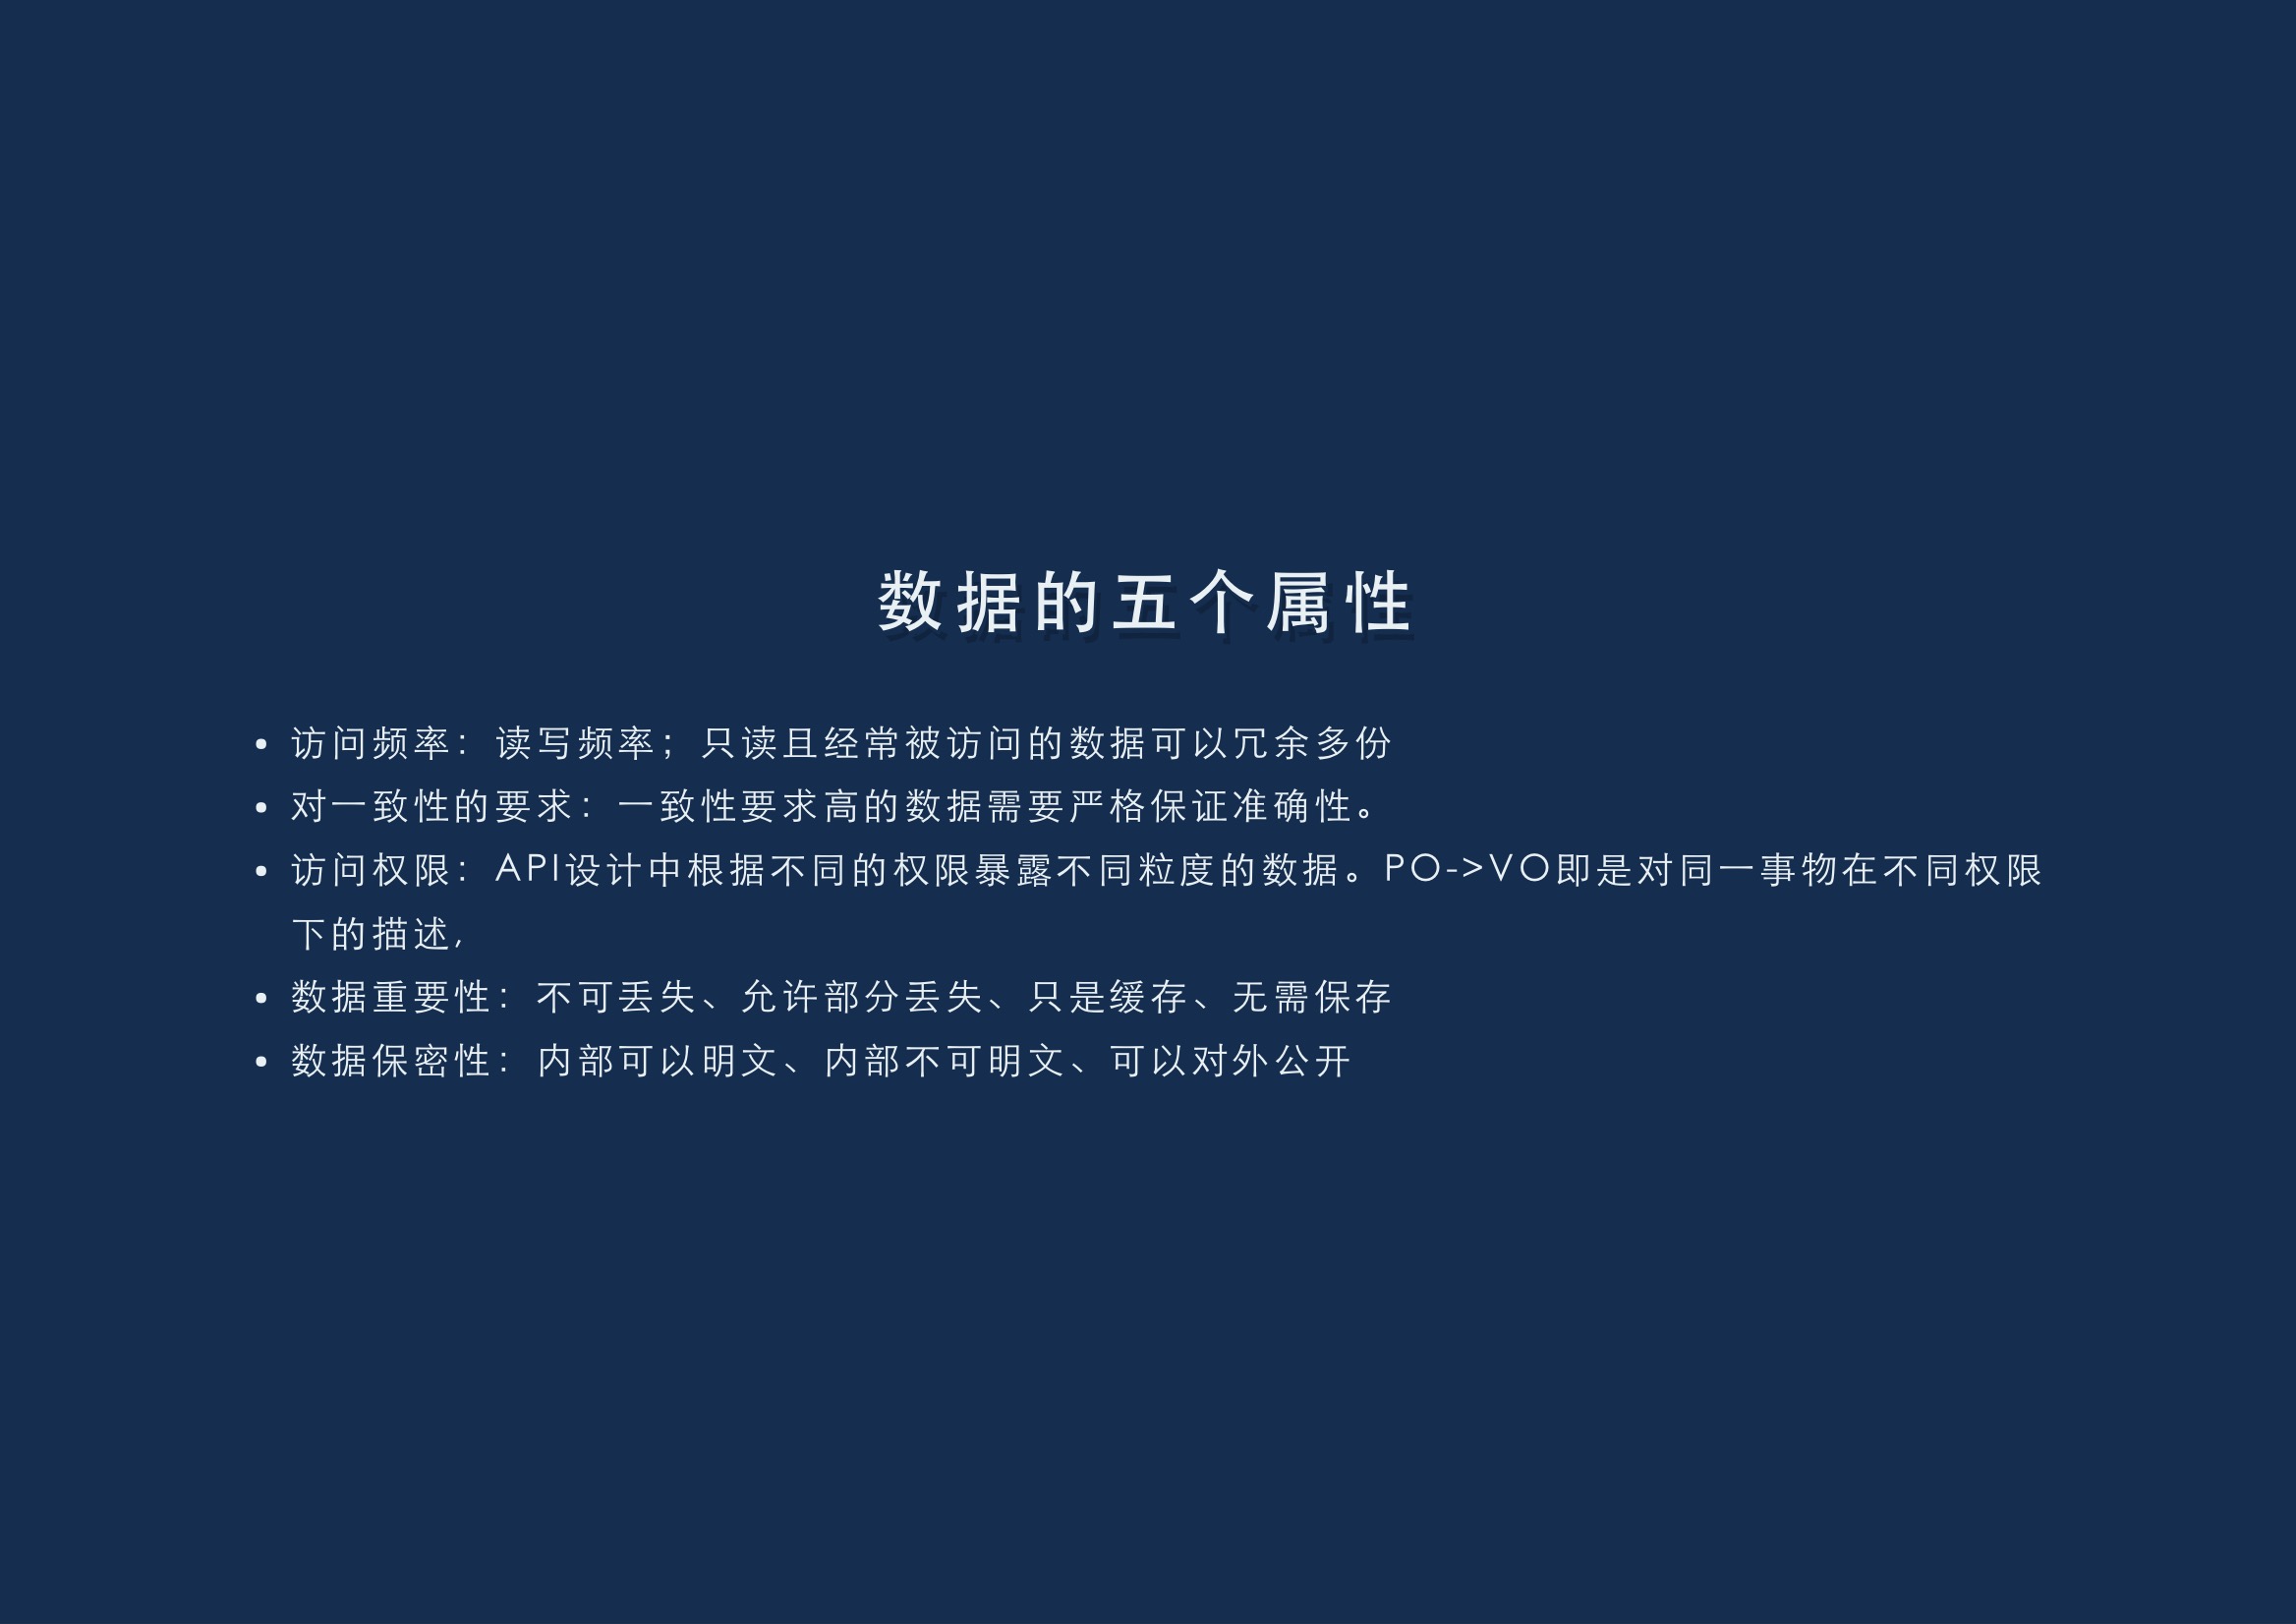 数据的五个属性
• 访问频率：读写频率；只读且经常被访问的数据可以冗余多份
• 对一致性的要求：一致性要求高的数据需要严格保证准确性。
• 访问权限：API设计中根据不同的权限暴露不同粒度的数据。PO->VO即是对同一事物在不同权限
下的描述,
• 数据重要性：不可丢失、允许部分丢失、只是缓存、无需保存
• 数据保密性：内部可以明文、内部不可明文、可以对外公开